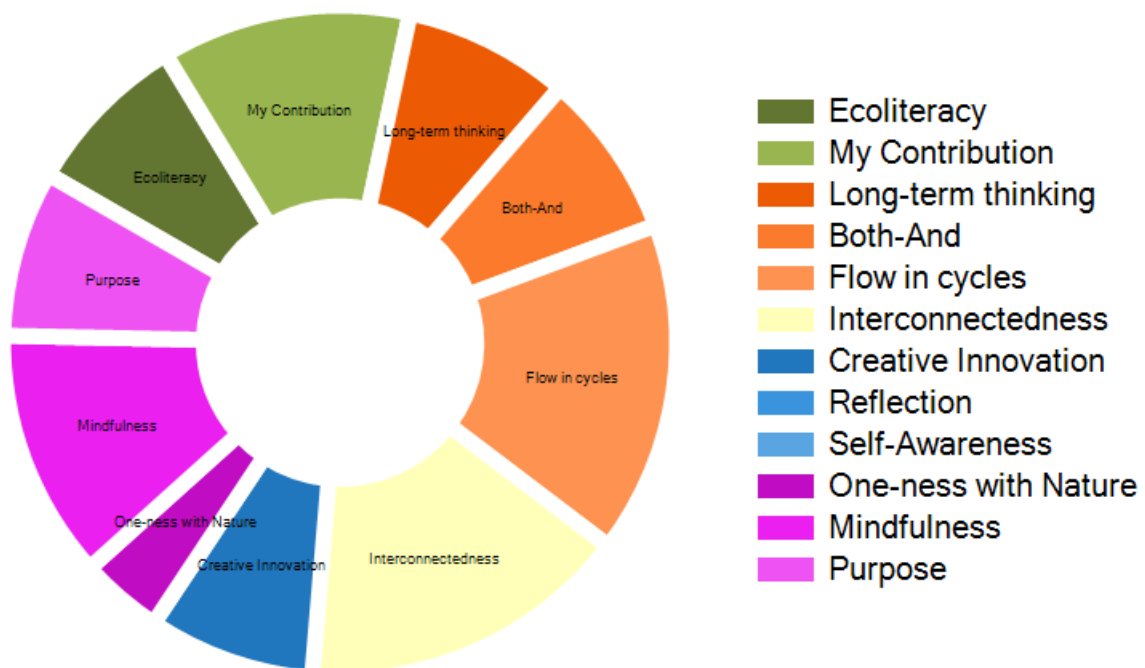 My Contribution
Long-term thinking
Ecoliteracy
Both-And
Purpose
Flow in cycles
Mindfulness
One-ness with Nature
Creative Innovation
Interconnectedness
Ecoliteracy
My Contribution
Long-term thinking
Both-And
Flow in cycles
Interconnectedness
Creative Innovation
Reflection
Self-Awareness
One-ness with Nature
Mindfulness
Purpose